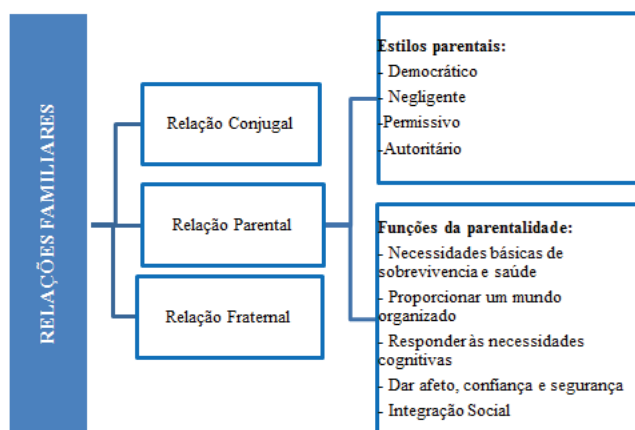 RELAÇÕES FAMILIARES
Relação Conjugal
Relação Parental
Relação Fraternal
Estilos parentais:
- Democrático
- Negligente
-Permissivo
-Autoritário
Funções da parentalidade:
- Necessidades básicas de
sobrevivencia e saúde
- Proporcionar um mundo
organizado
- Responder às necessidades
cognitivas
- Dar afeto, confiança e segurança
- Integração Social